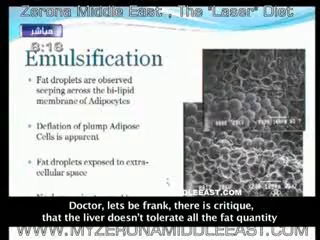 Zerona Middle East , The "Laser" Diet
مباشر
8:18
Emulsification
• Fat droplets are observed
seeping across the bi-lipid
membrane of Adipocytes
• Deflation of plump Adipose
Cells is apparent
• Fat droplets exposed to extra-
cellular space
Doctor, lets be frank, there is critique,
that the liver doesn't tolerate all the fat quantity
WWW.MYZERONAMIDDLEEAST.COM